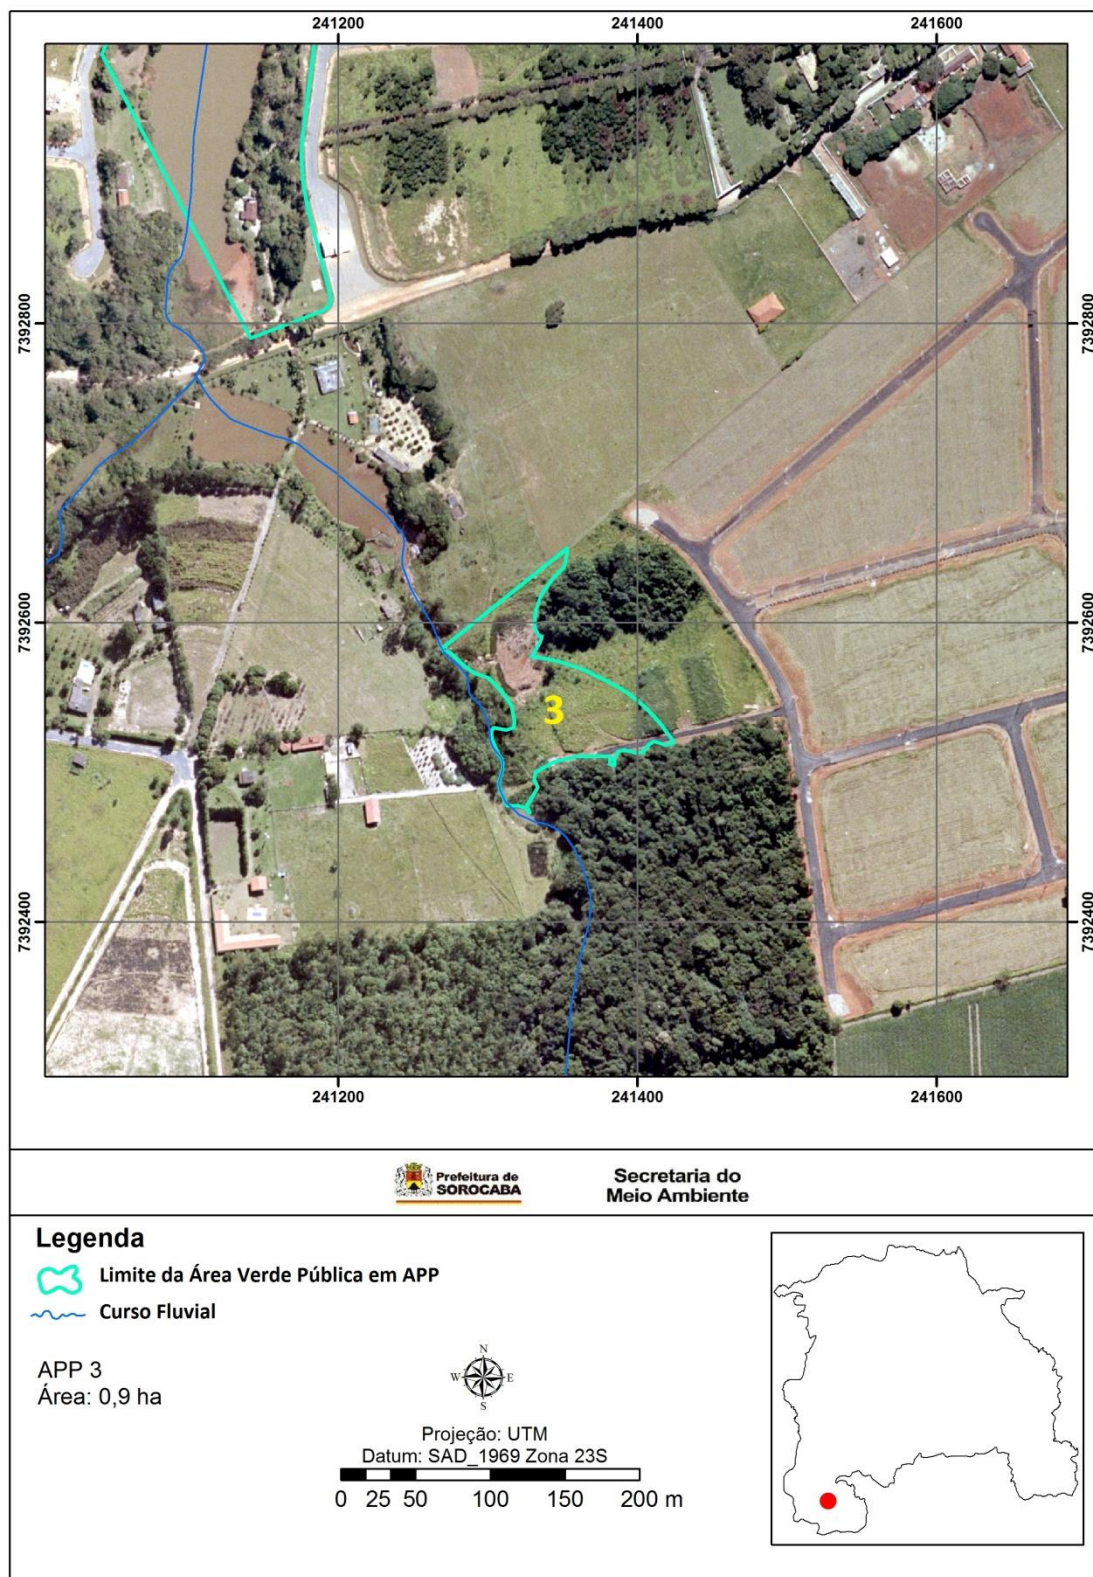 241200 241400 241600
7392800 7392800
7392600 7392600
3
7392400 7392400
241200 241400 241600
Prefeitura de
SOROCABA
Secretaria do
Meio Ambiente
Legenda
Limite da Área Verde Pública em APP
Curso Fluvial
APP 3
Área: 0,9 ha
N
W E
S
Projeção: UTM
Datum: SAD_1969 Zona 23S
0 25 50 100 150 200 m